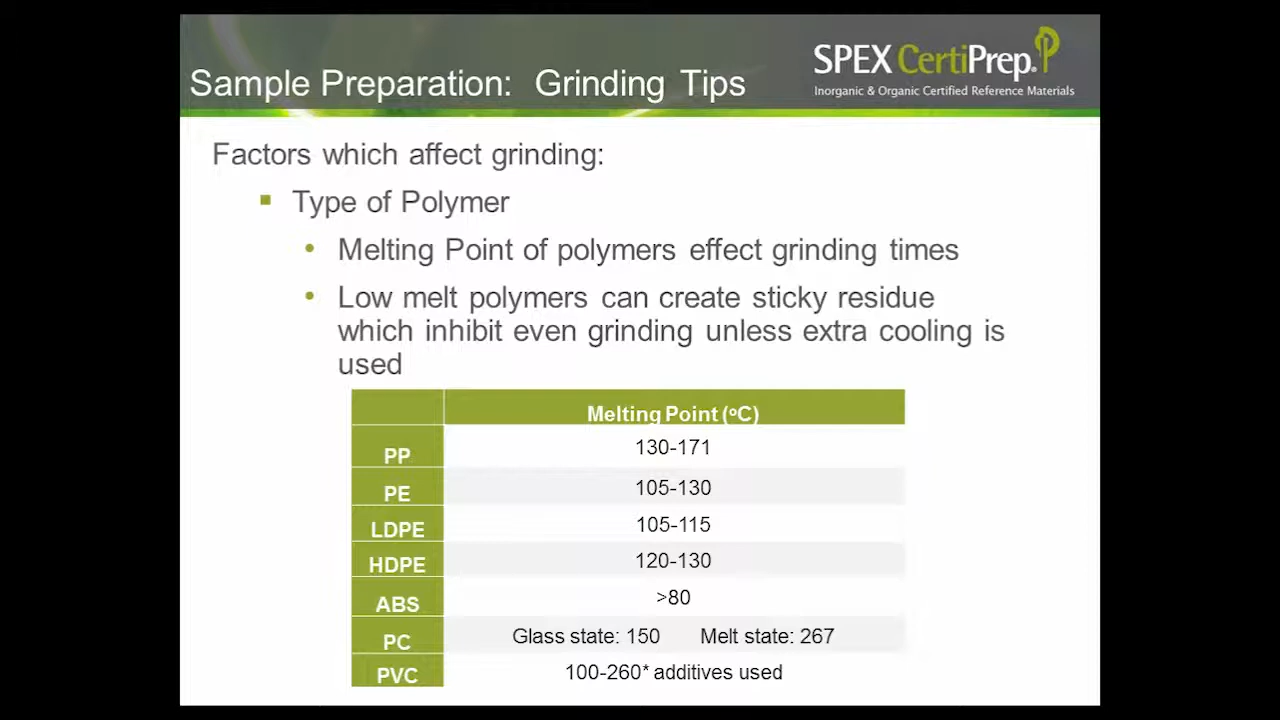 SPEX CertiPrep.
Sample Preparation: Grinding Tips
Inorganic & Organic Certified Reference Materials
Factors which affect grinding:
Type of Polymer
Melting Point of polymers effect grinding times
Low melt polymers can create sticky residue
which inhibit even grinding unless extra cooling is
used
Melting Point (ºC)
PP 130-171
PE 105-130
LDPE 105-115
HDPE 120-130
ABS >80
PC Glass state: 150 Melt state: 267
PVC 100-260* additives used